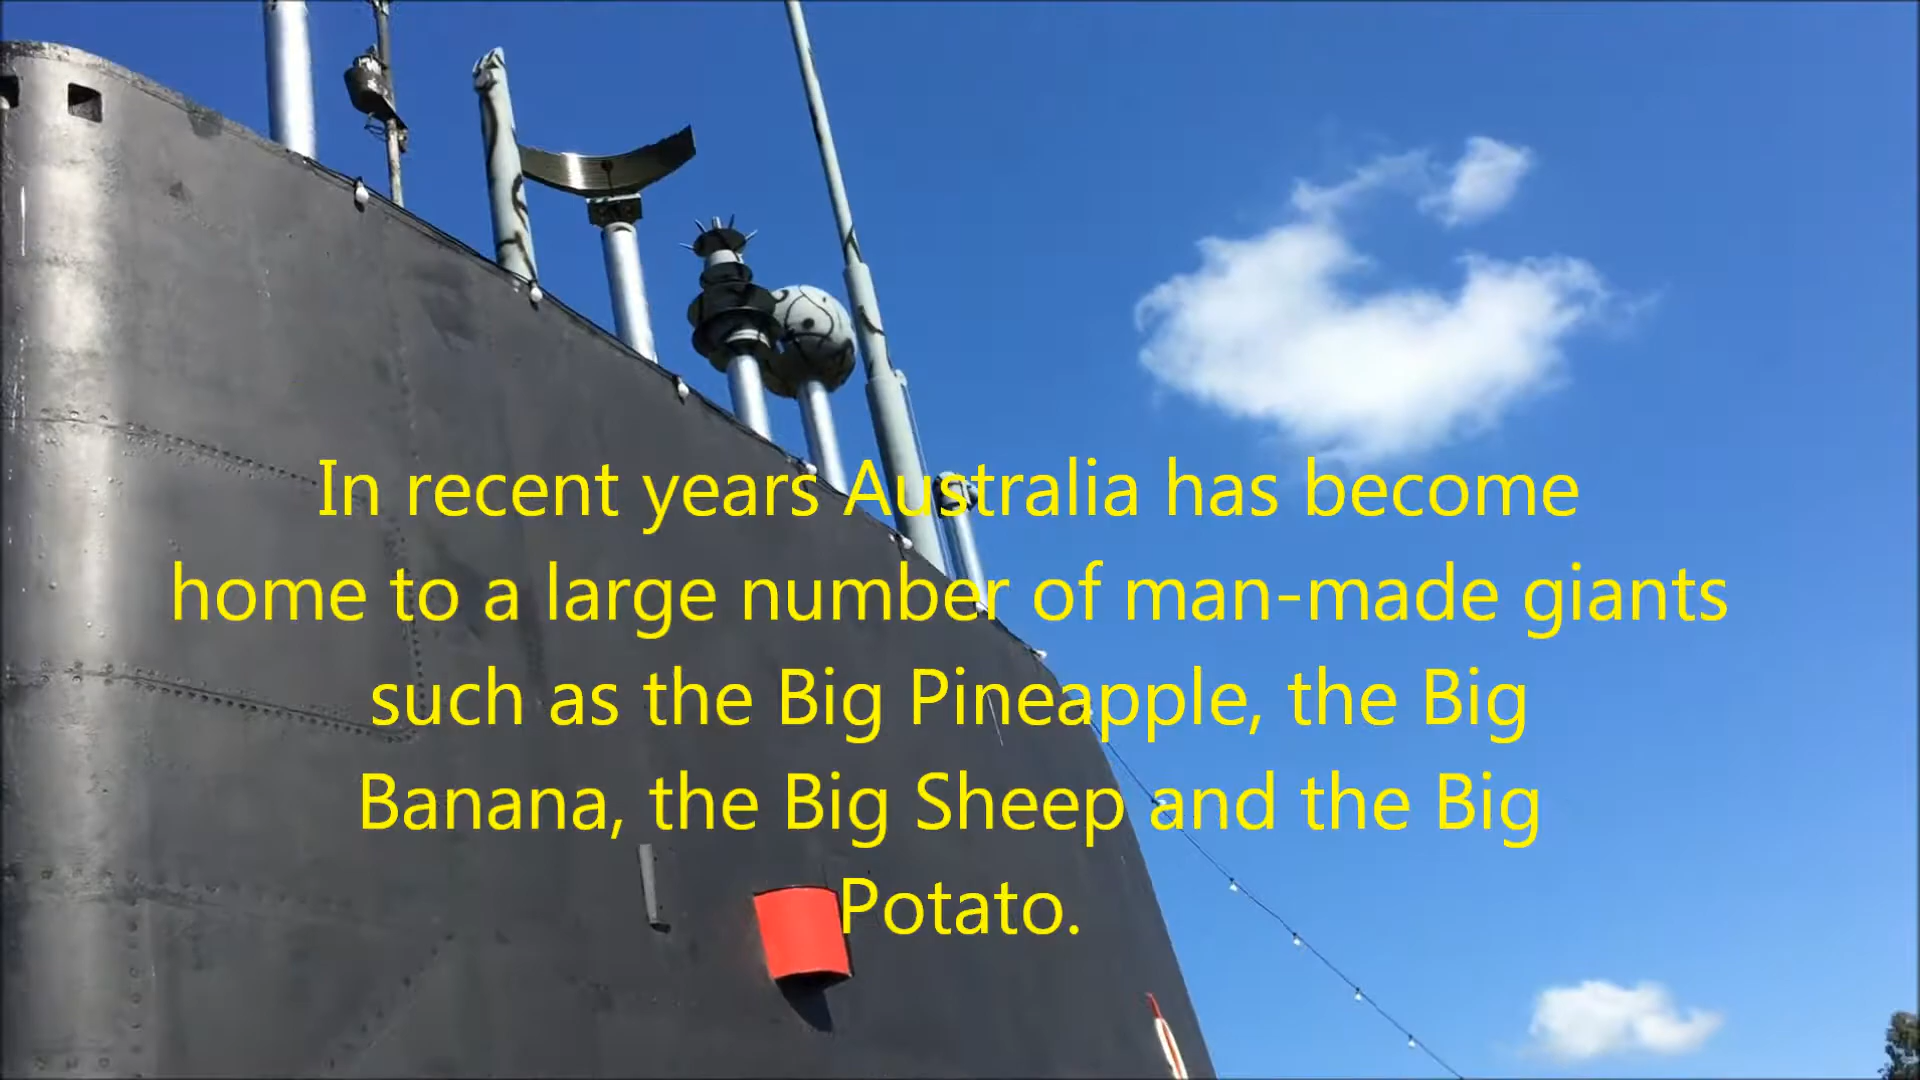 In recent years Australia has become
home to a large number of man-made giants
such as the Big Pineapple, the Big
Banana, the Big Sheep and the Big
Potato.